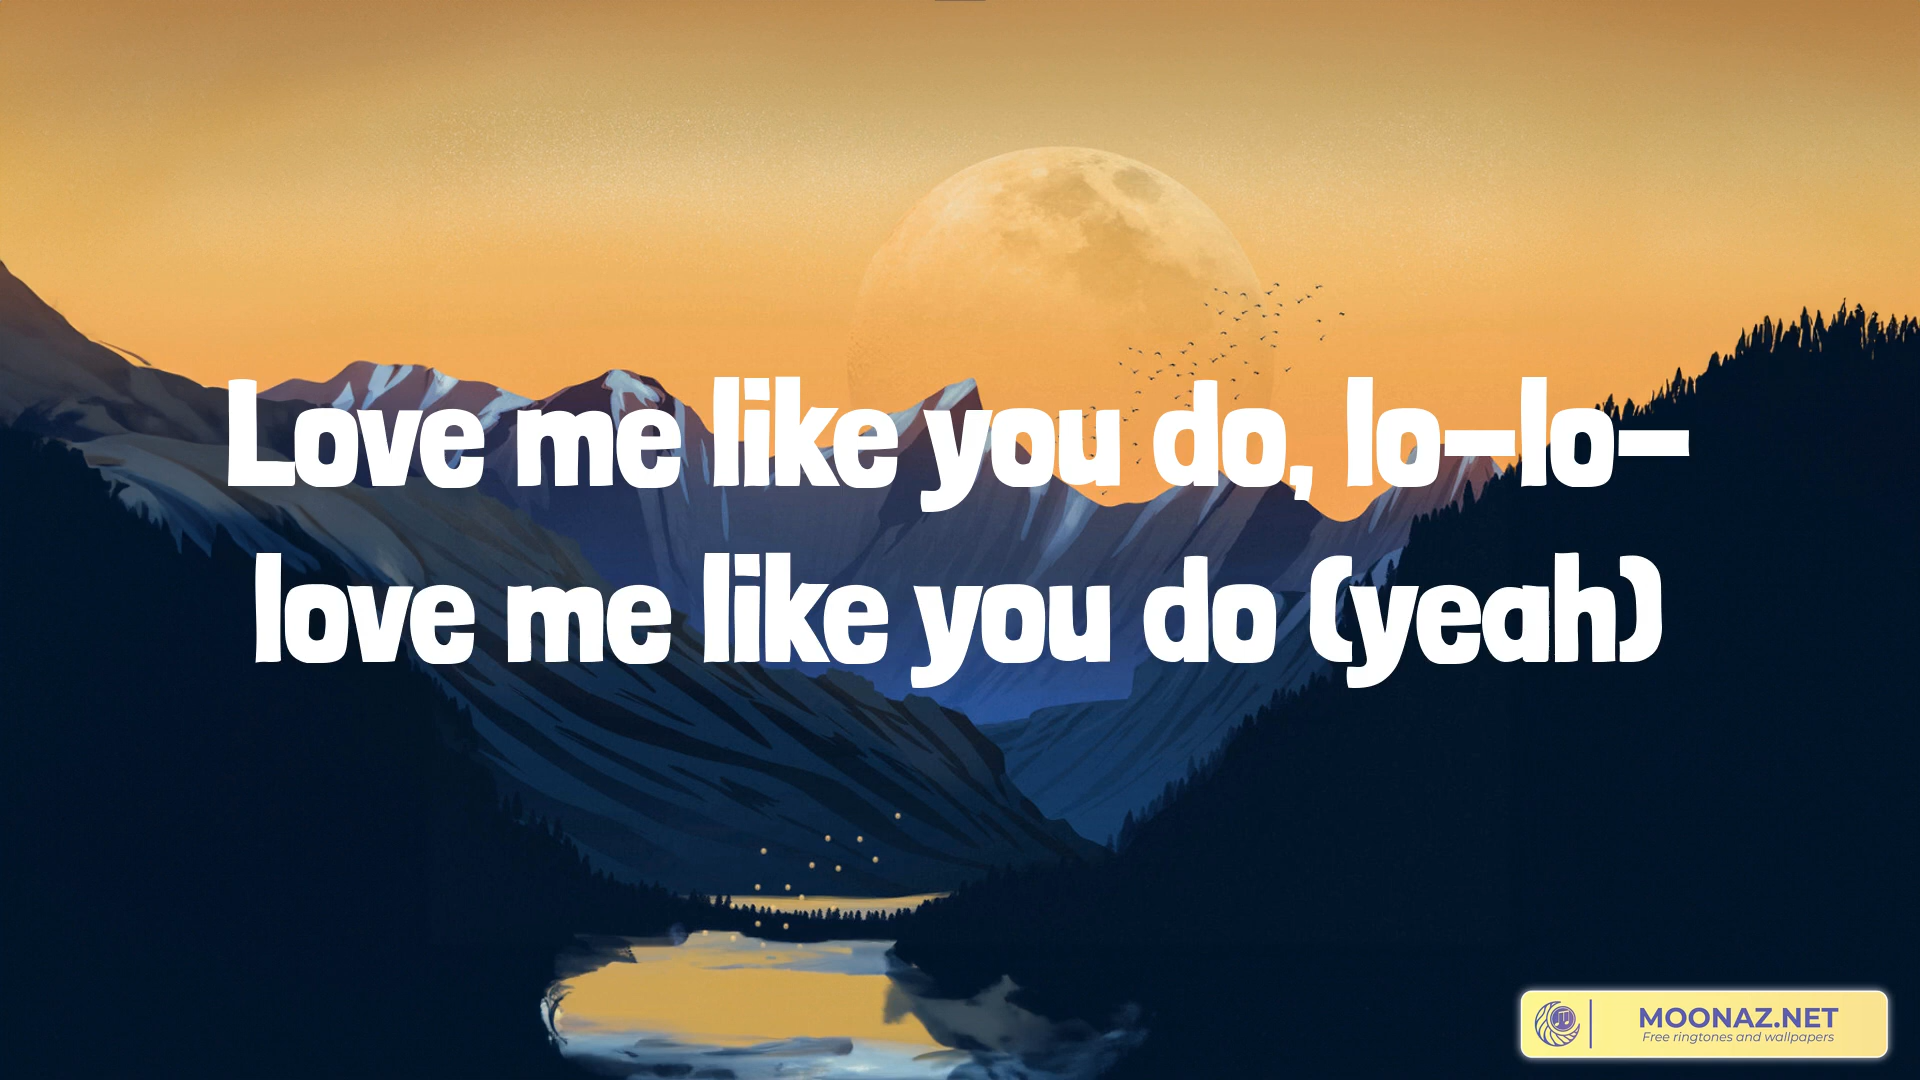 Love me like you do, lo-lo-
love me like you do (yeah)
MOONAZ.NET
Free ringtones and wallpapers